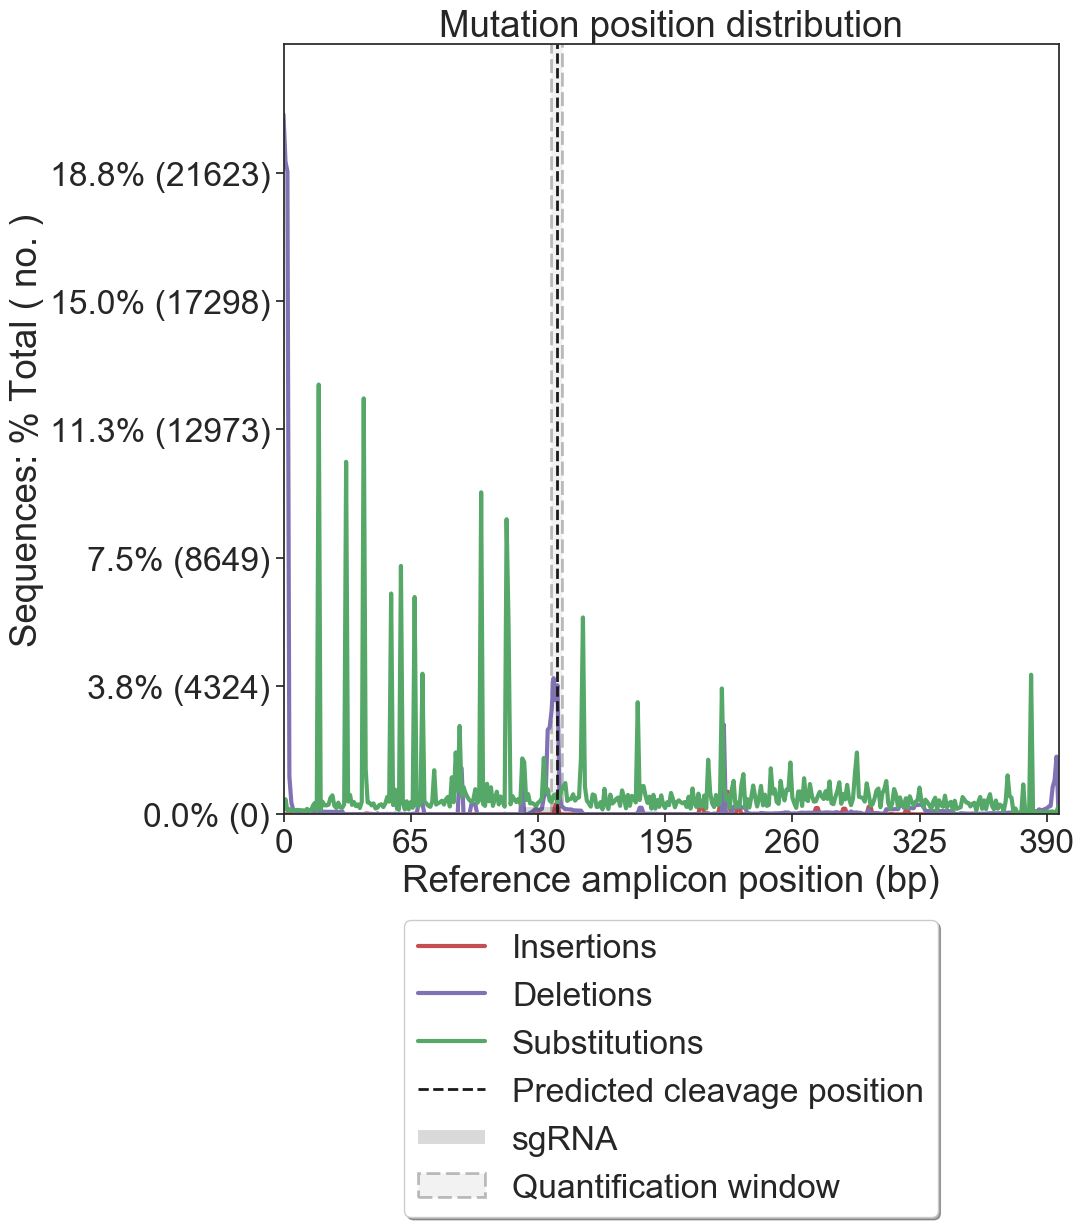 Mutation position distribution
Sequences: % Total ( no. )
18.8% (21623)
15.0% (17298)
11.3% (12973)
7.5% (8649)
3.8% (4324)
0.0% (0)
0 65 130 195 260 325 390
Reference amplicon position (bp)
Insertions
Deletions
Substitutions
Predicted cleavage position
sgRNA
Quantification window